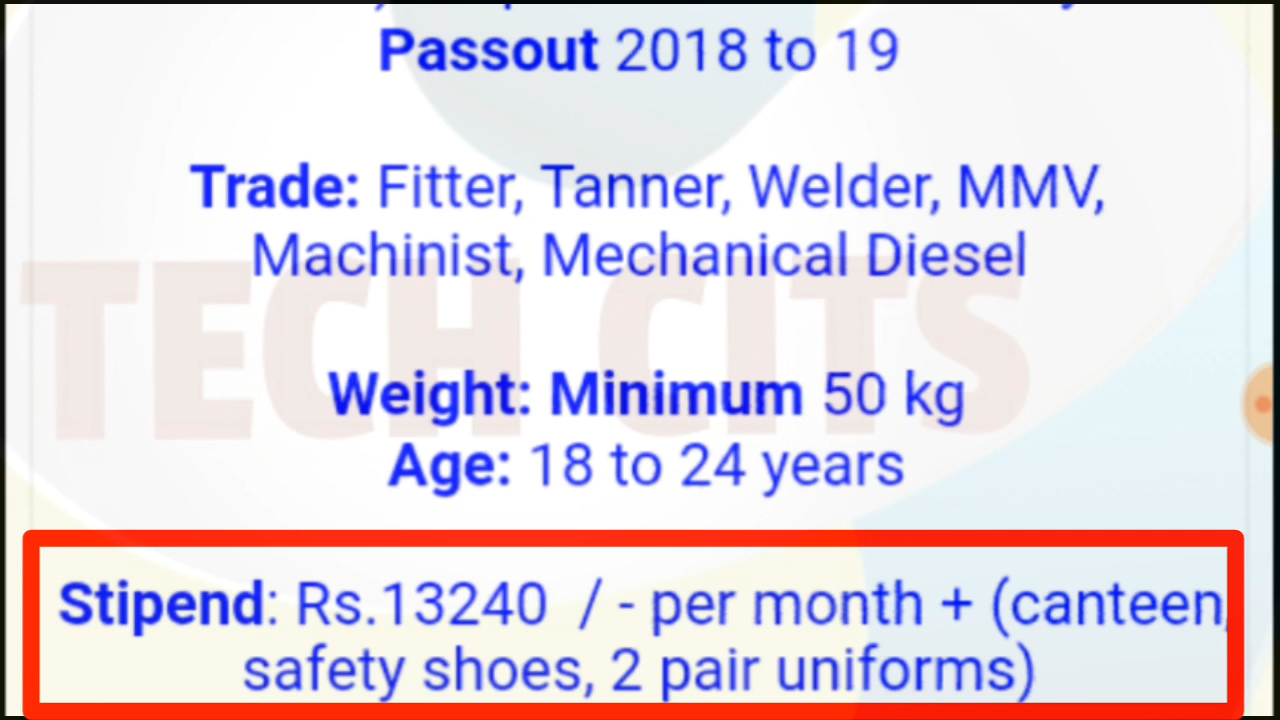 Passout 2018 to 19
Trade: Fitter, Tanner, Welder, MMV,
Machinist, Mechanical Diesel
TECH CITS
Weight: Minimum 50 kg
Age: 18 to 24 years
Stipend: Rs.13240 / - per month + (canteen,
safety shoes, 2 pair uniforms)